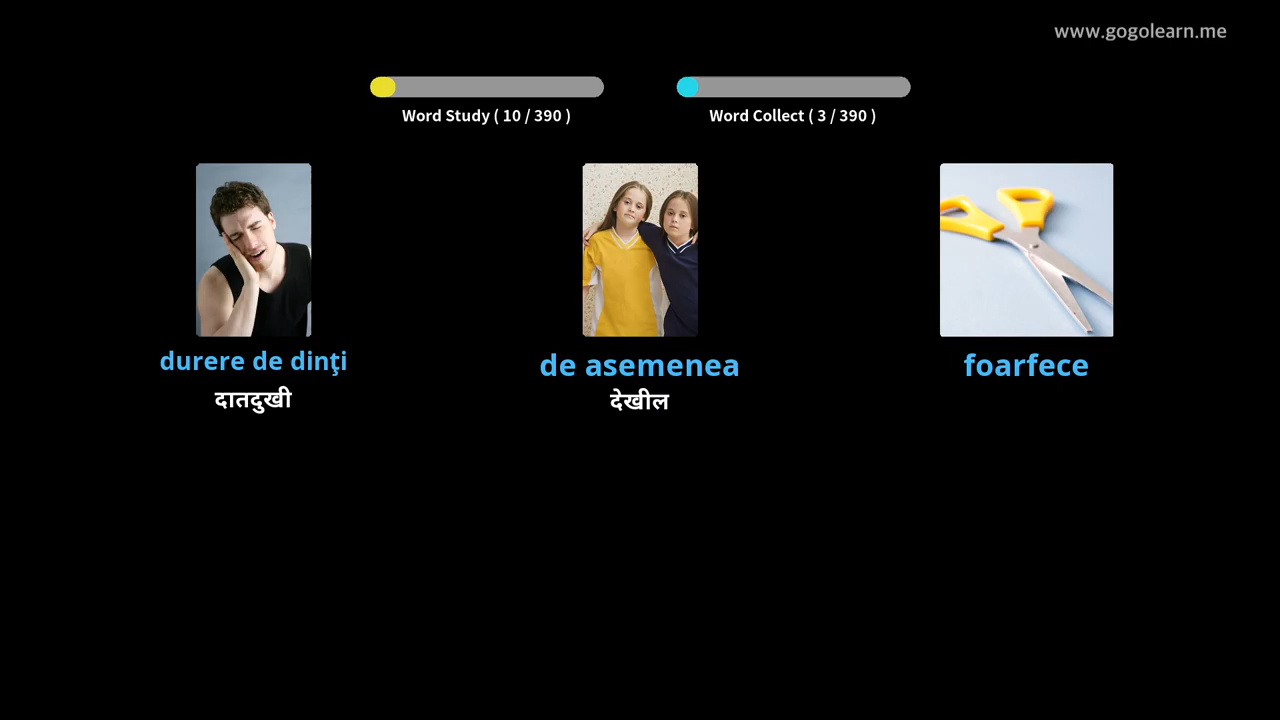 www.gogolearn.me
Word Study ( 10 / 390 )
Word Collect ( 3 / 390 )
durere de dinţi
de asemenea
foarfece
दातदुखी
देखील